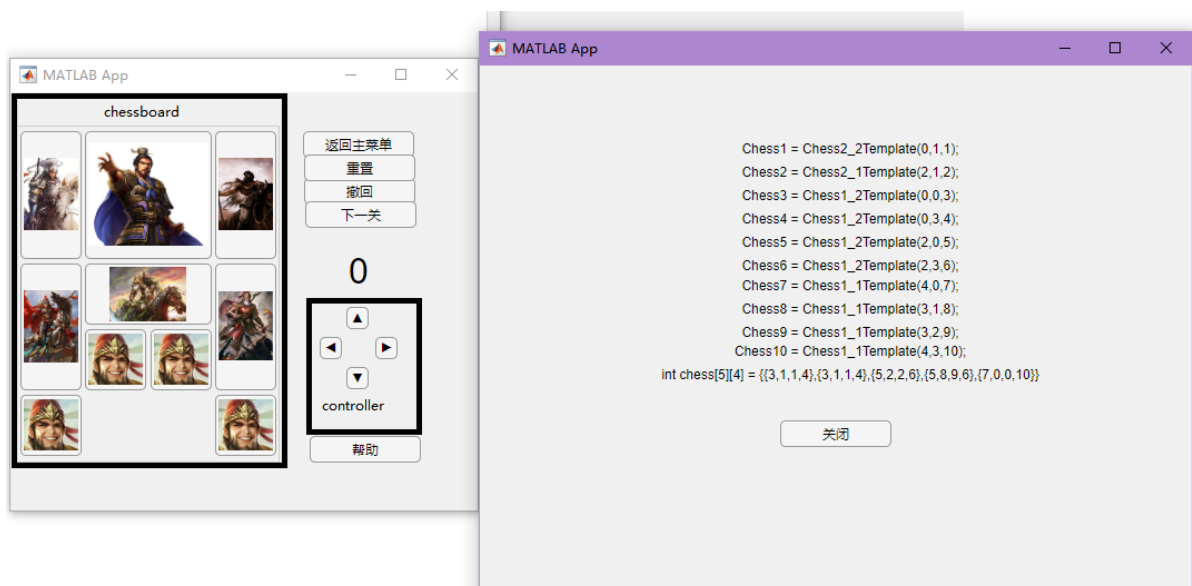 MATLAB App
chessboard
返回主菜单
重置
撤回
下一关
0
▲
◀ ▶
▼
controller
帮助
MATLAB App
Chess1 = Chess2_2Template(0,1,1);
Chess2 = Chess2_1Template(2,1,2);
Chess3 = Chess1_2Template(0,0,3);
Chess4 = Chess1_2Template(0,3,4);
Chess5 = Chess1_2Template(2,0,5);
Chess6 = Chess1_2Template(2,3,6);
Chess7 = Chess1_1Template(4,0,7);
Chess8 = Chess1_1Template(3,1,8);
Chess9 = Chess1_1Template(3,2,9);
Chess10 = Chess1_1Template(4,3,10);
int chess[5][4] = {{3,1,1,4},{3,1,1,4},{5,2,2,6},{5,8,9,6},{7,0,0,10}}
关闭